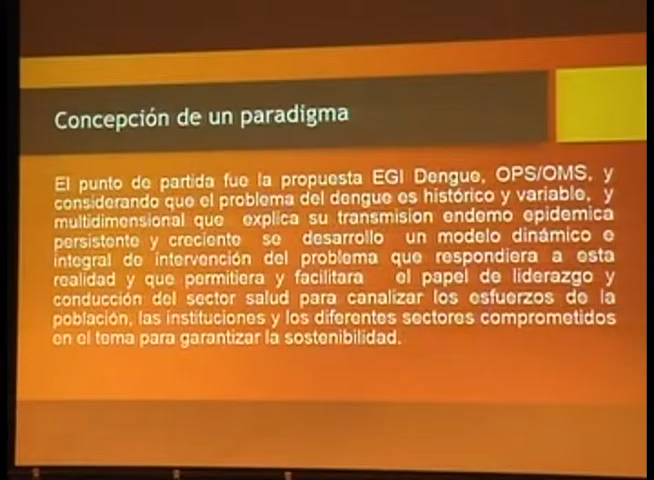 Concepción de un paradigma
El punto de partida fue la propuesta EGI Dengue, OPS/OMS, y
considerando que el problema del dengue es histórico y variable, y
multidimensional que explica su transmision endemo epidemica
persistente y creciente se desarrollo un modelo dinámico e
integral de intervención del problema que respondiera a esta
realidad y que permitiera y facilitara el papel de liderazgo y
conducción del sector salud para canalizar los esfuerzos de la
población, las instituciones y los diferentes sectores comprometidos
en el tema para garantizar la sostenibilidad.